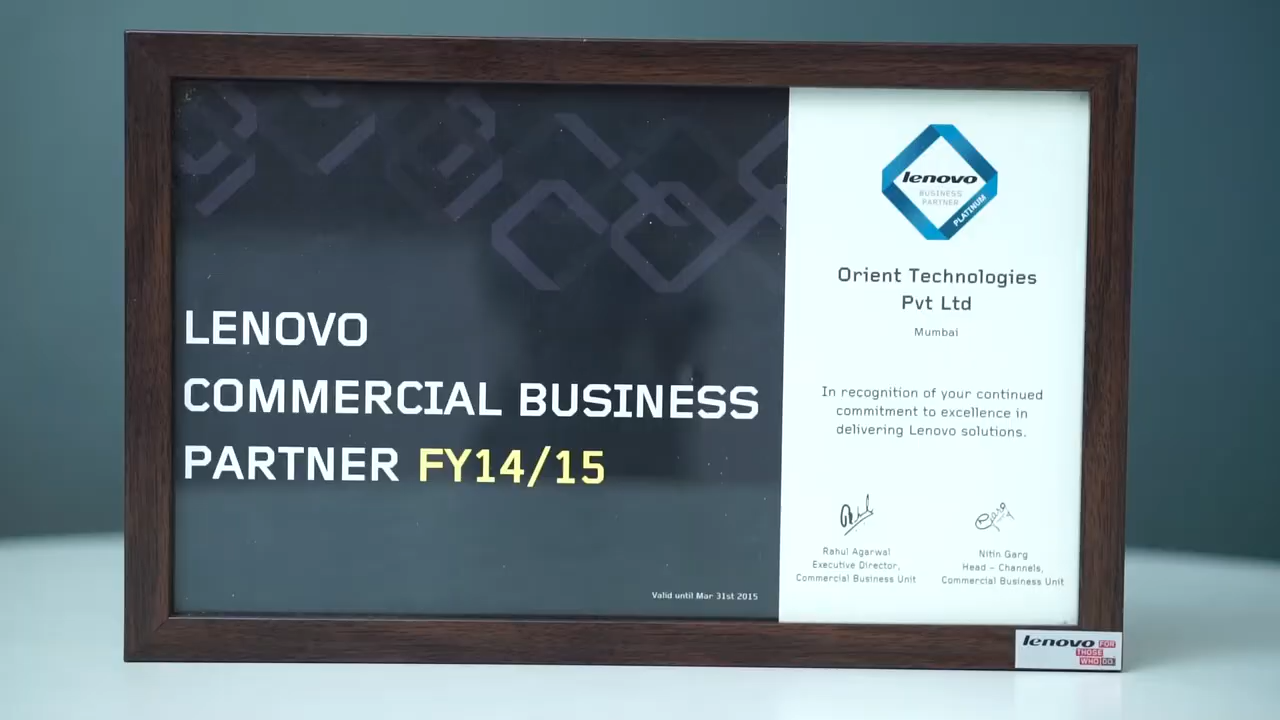 LENOVO
COMMERCIAL BUSINESS
PARTNER FY14/15
Valid until Mar 31st 2015
lenovo
BUSINESS
PARTNER
PLATINUM
Orient Technologies
Pvt Ltd
Mumbai
In recognition of your continued
commitment to excellence in
delivering Lenovo solutions.
Rahul Agarwal
Executive Director,
Commercial Business Unit
Nitin Garg
Head – Channels,
Commercial Business Unit
lenovo FOR
THOSE
WHO DO.